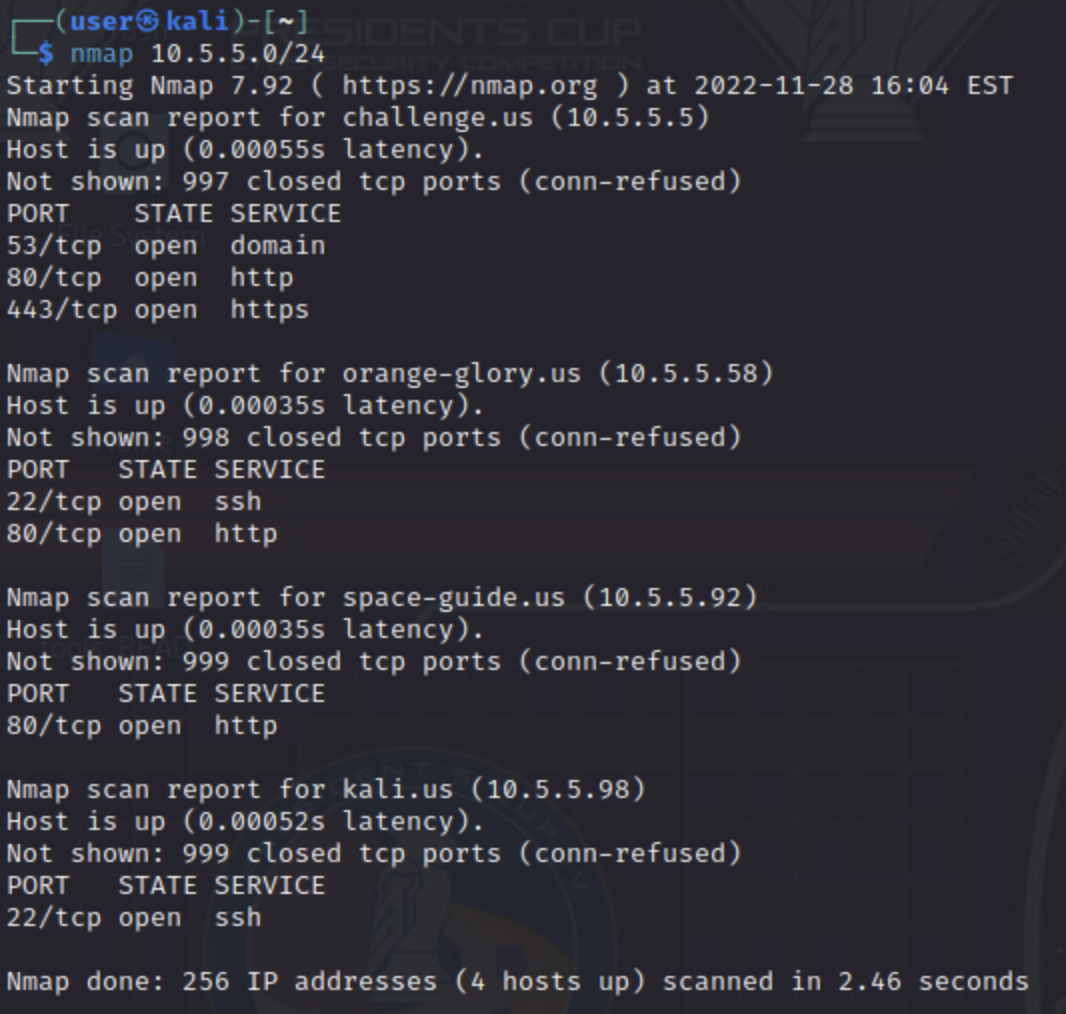 PRESIDENTS CUP
SECURITY COMPETITION
┌──(user㉿kali)-[~]
└─$ nmap 10.5.5.0/24
Starting Nmap 7.92 ( https://nmap.org ) at 2022-11-28 16:04 EST
Nmap scan report for challenge.us (10.5.5.5)
Host is up (0.00055s latency).
Not shown: 997 closed tcp ports (conn-refused)
PORT    STATE SERVICE
53/tcp  open  domain
80/tcp  open  http
443/tcp open  https
File System

Nmap scan report for orange-glory.us (10.5.5.58)
Host is up (0.00035s latency).
Not shown: 998 closed tcp ports (conn-refused)
PORT   STATE SERVICE
22/tcp open  ssh
80/tcp open  http

Nmap scan report for space-guide.us (10.5.5.92)
Host is up (0.00035s latency).
Not shown: 999 closed tcp ports (conn-refused)
PORT   STATE SERVICE
80/tcp open  http

Nmap scan report for kali.us (10.5.5.98)
Host is up (0.00052s latency).
Not shown: 999 closed tcp ports (conn-refused)
PORT   STATE SERVICE
22/tcp open  ssh

Nmap done: 256 IP addresses (4 hosts up) scanned in 2.46 seconds